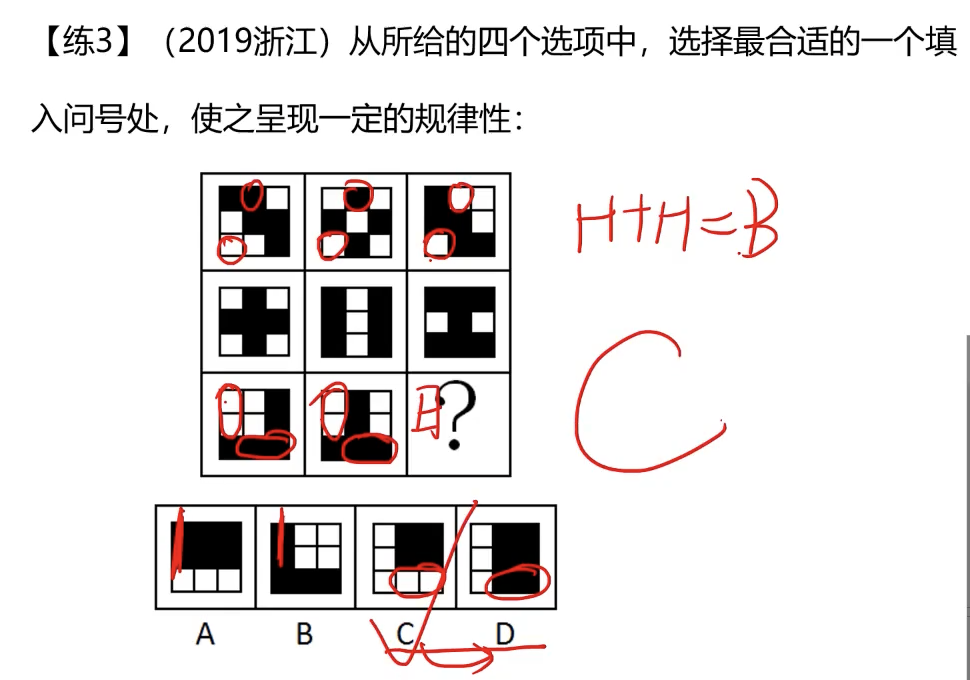 【练3】（2019浙江）从所给的四个选项中，选择最合适的一个填
入问号处，使之呈现一定的规律性：
H+H=B
日?
C
A B C D